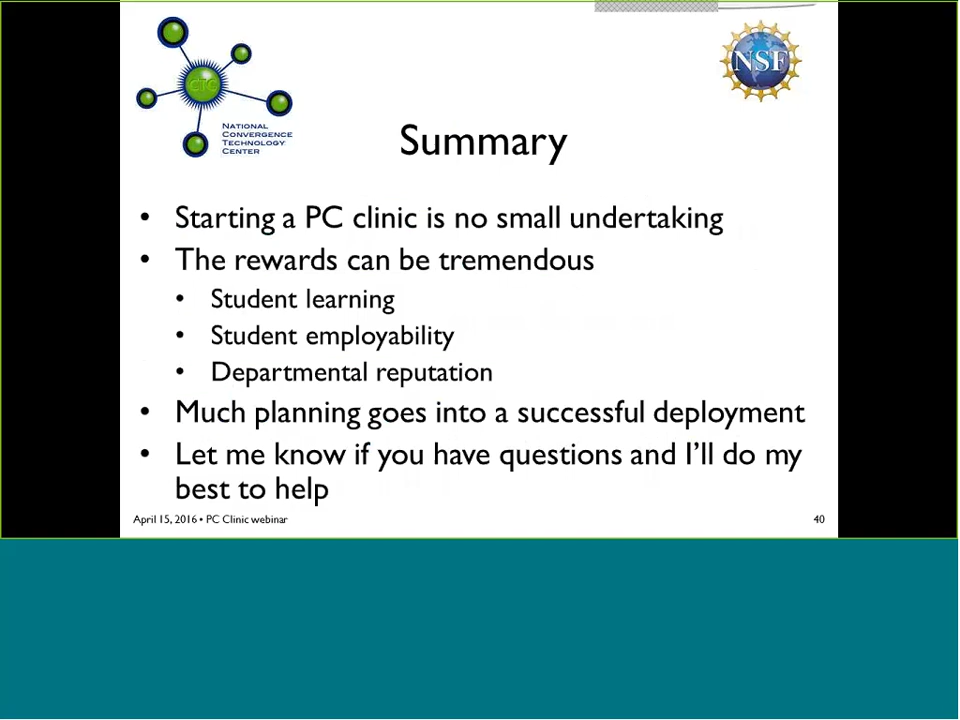 CTC
NATIONAL
CONVERGENCE
TECHNOLOGY
CENTER
NSF
Summary
• Starting a PC clinic is no small undertaking
• The rewards can be tremendous
• Student learning
• Student employability
• Departmental reputation
• Much planning goes into a successful deployment
• Let me know if you have questions and I’ll do my
best to help
April 15, 2016 • PC Clinic webinar
40